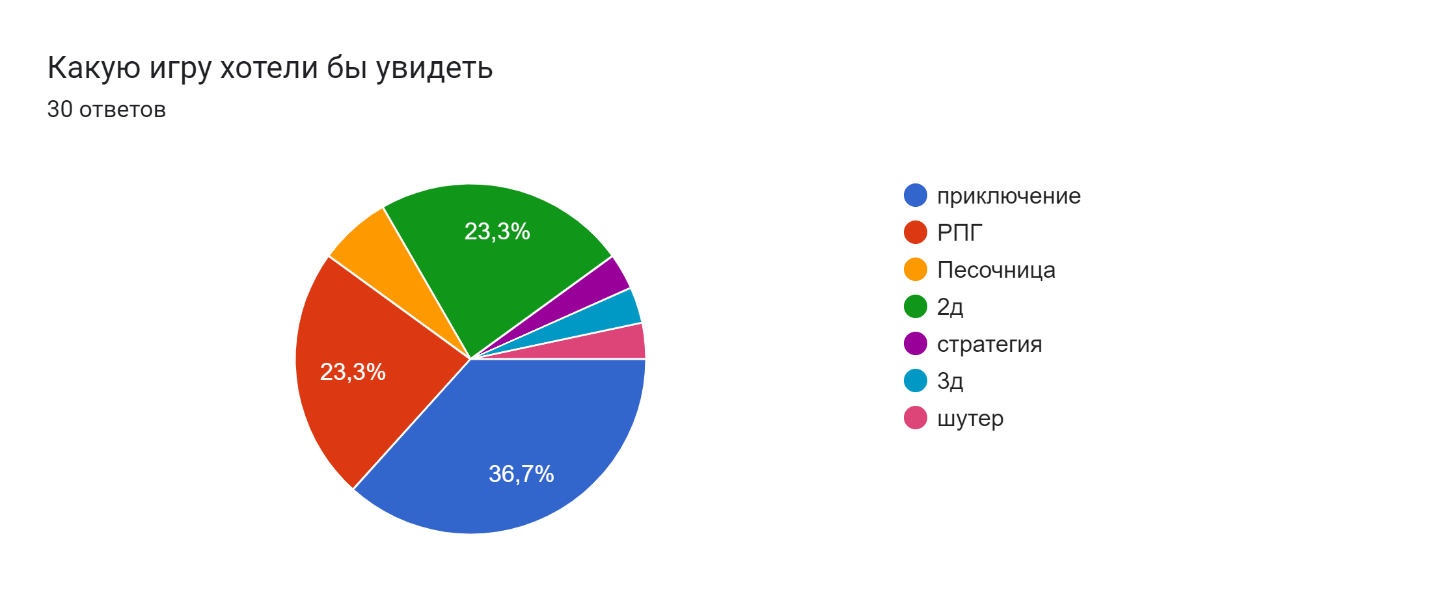 Какую игру хотели бы увидеть
30 ответов
23,3%
23,3%
36,7%
приключение
РПГ
Песочница
2д
стратегия
3д
шутер